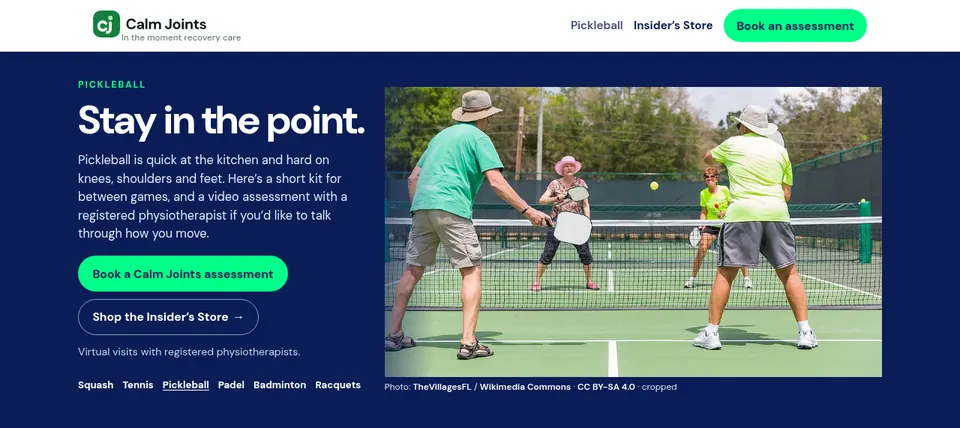 cj Calm Joints
In the moment recovery care
Pickleball Insider’s Store Book an assessment
PICKLEBALL
Stay in the point.
Pickleball is quick at the kitchen and hard on
knees, shoulders and feet. Here’s a short kit for
between games, and a video assessment with a
registered physiotherapist if you’d like to talk
through how you move.
Book a Calm Joints assessment
Shop the Insider’s Store →
Virtual visits with registered physiotherapists.
Squash Tennis Pickleball Padel Badminton Racquets
Photo: TheVillagesFL / Wikimedia Commons · CC BY-SA 4.0 · cropped